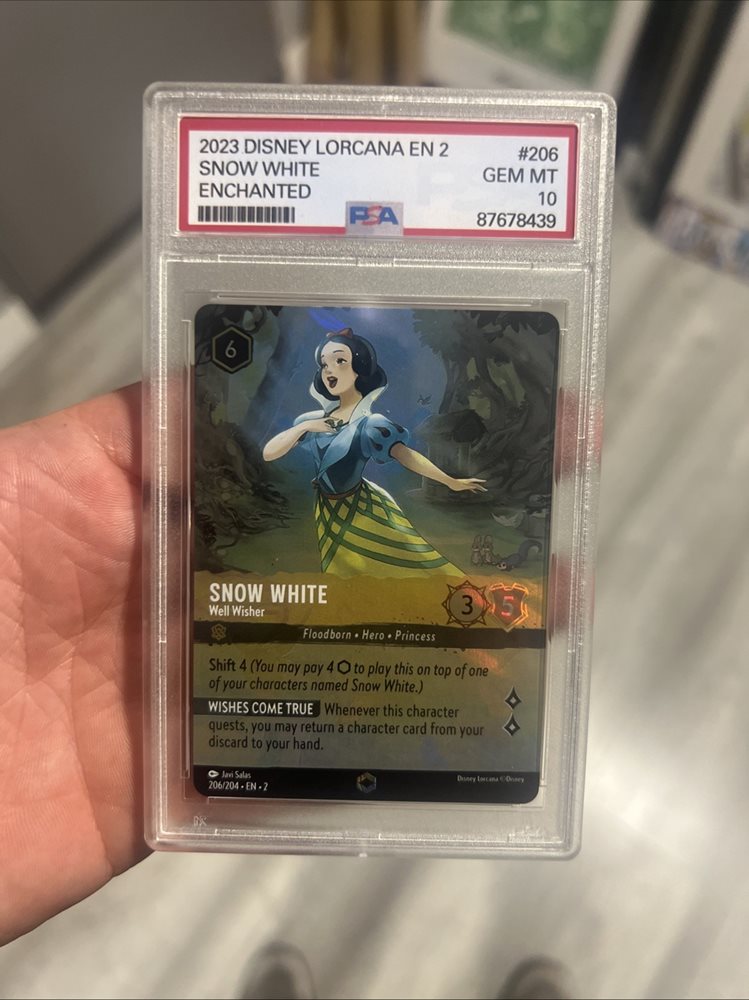 2023 DISNEY LORCANA EN 2 #206
SNOW WHITE GEM MT
ENCHANTED 10
PSA 87678439
6
SNOW WHITE
Well Wisher
3 5
Floodborn • Hero • Princess
Shift 4 (You may pay 4 ⬡ to play this on top of one
of your characters named Snow White.)
WISHES COME TRUE Whenever this character
quests, you may return a character card from your
discard to your hand.
Javi Salas
206/204 • EN • 2
Disney Lorcana ©Disney